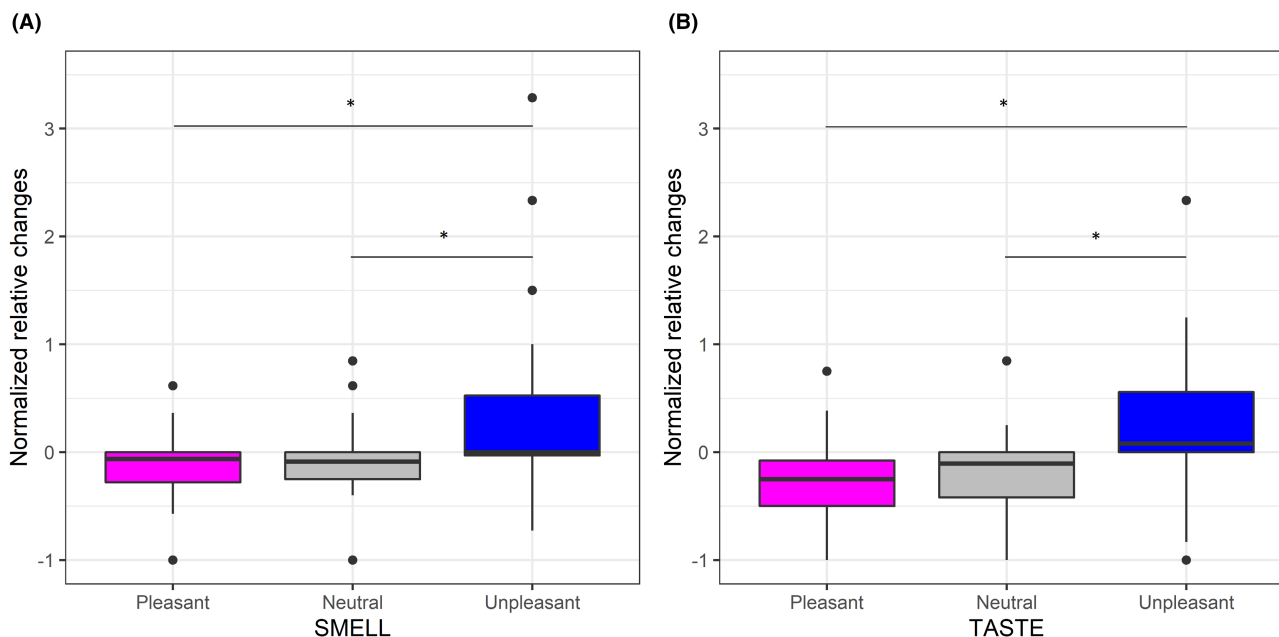 (A)
Normalized relative changes
3
2
1
0
-1
*
*
Pleasant Neutral Unpleasant
SMELL
(B)
Normalized relative changes
3
2
1
0
-1
*
*
Pleasant Neutral Unpleasant
TASTE